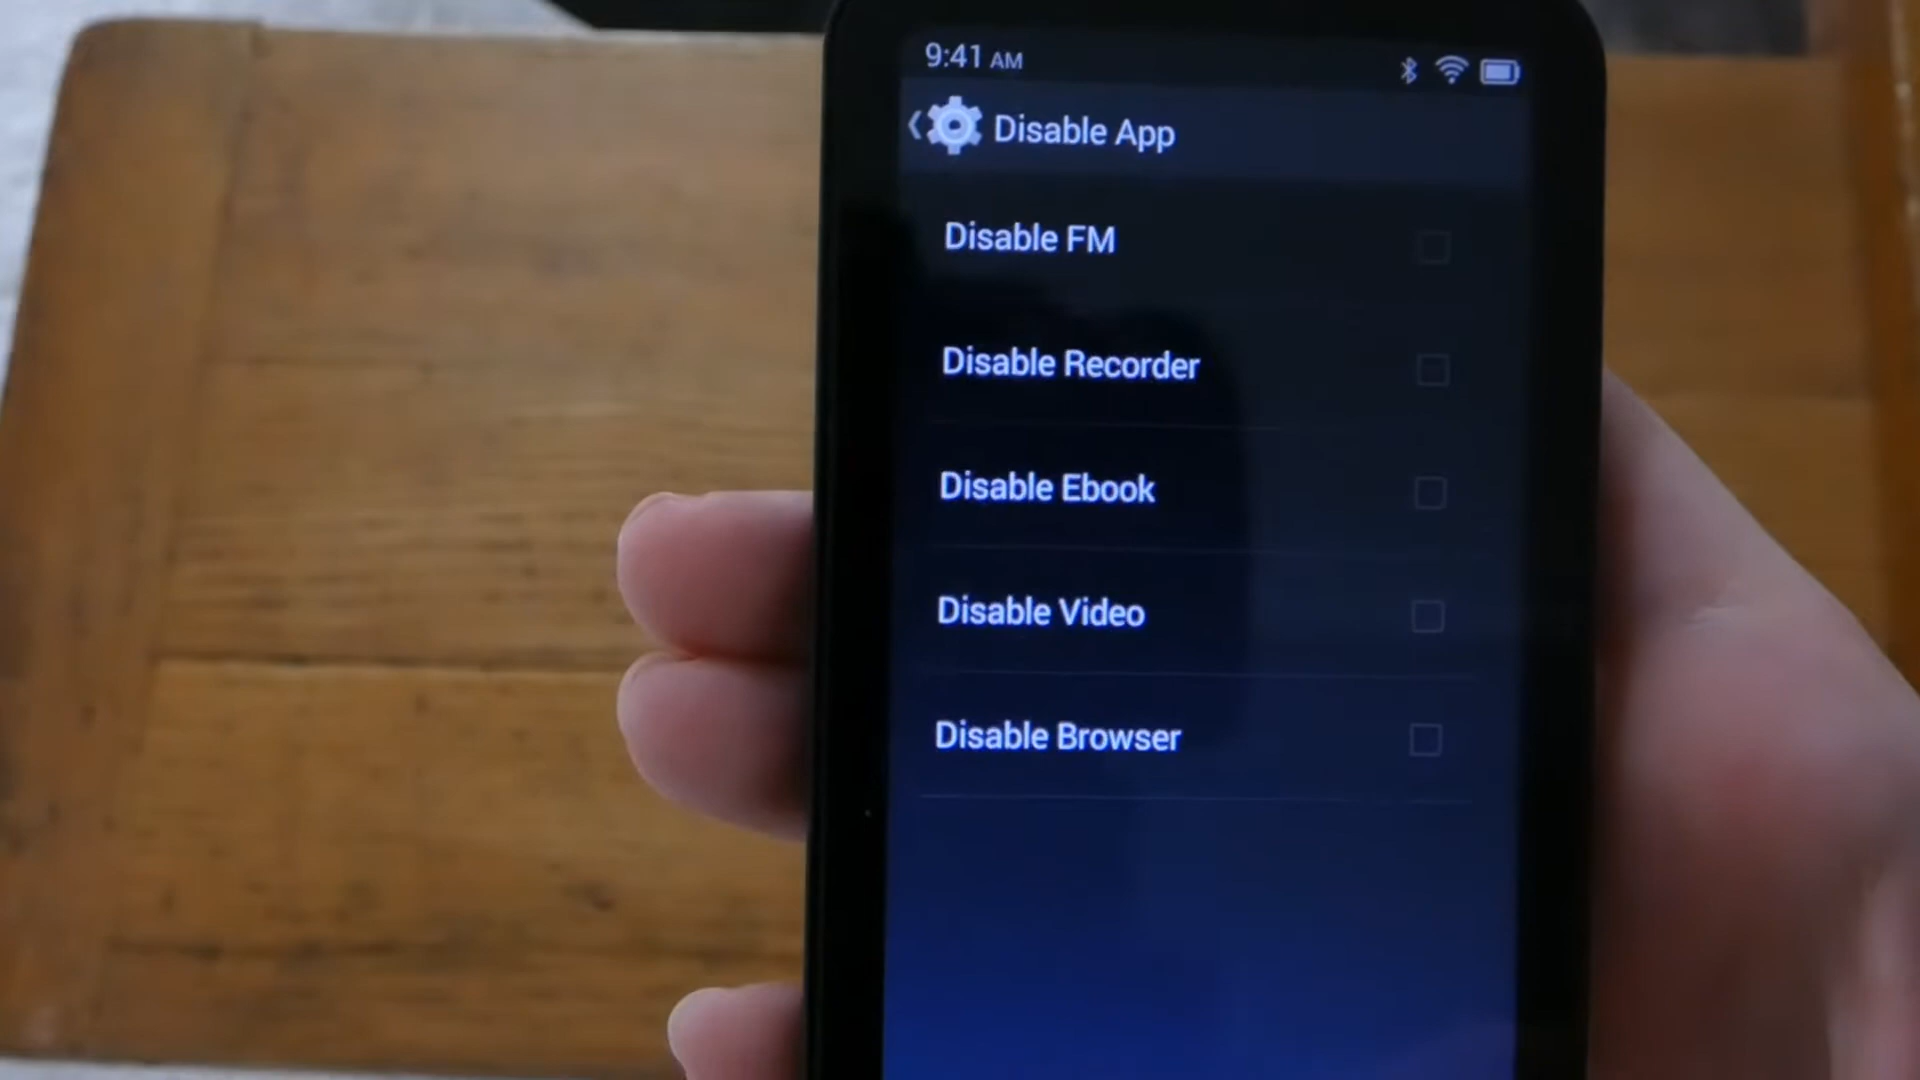 9:41 AM
Disable App
Disable FM
Disable Recorder
Disable Ebook
Disable Video
Disable Browser